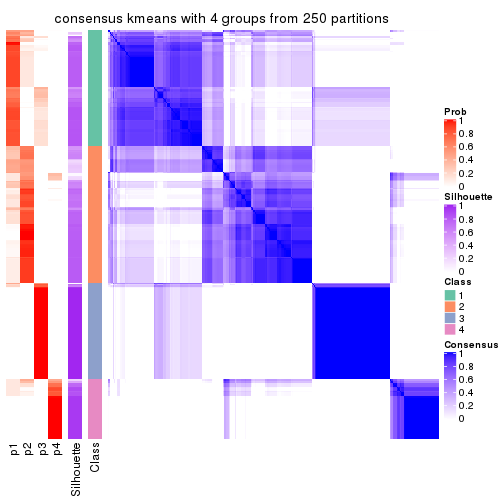 consensus kmeans with 4 groups from 250 partitions
Prob
1
0.8
0.6
0.4
0.2
0
Silhouette
1
0.8
0.6
0.4
0.2
0
Class
1
2
3
4
Consensus
1
0.8
0.6
0.4
0.2
0
p1
p2
p3
p4
Silhouette
Class